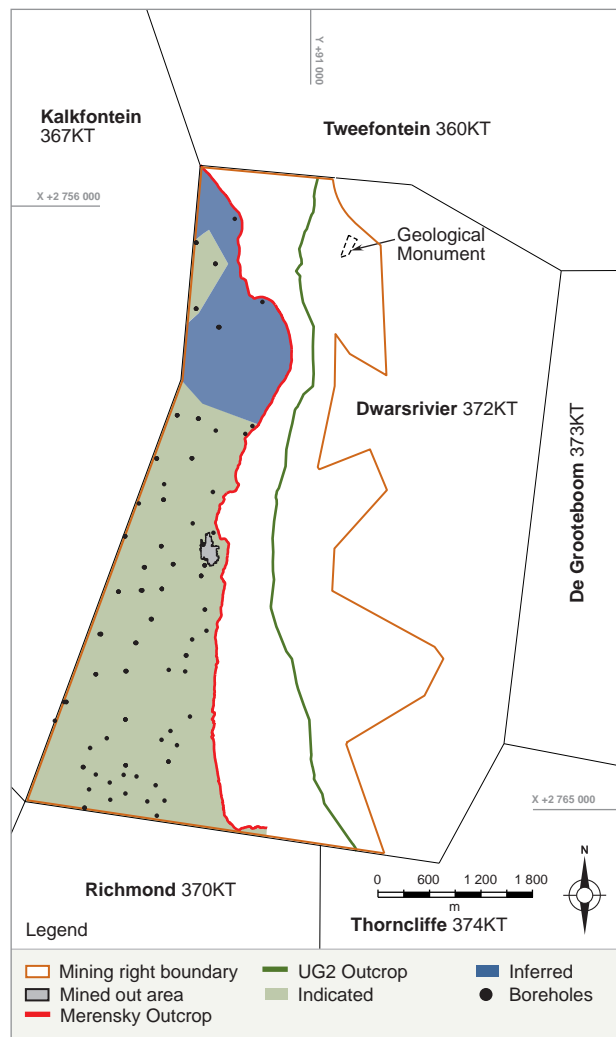 Y +91 000
Kalkfontein
367KT
Tweefontein 360KT
X +2 756 000
Geological
Monument
Dwarsrivier 372KT
De Grooteboom 373KT
X +2 765 000
N
0 600 1 200 1 800
m
Richmond 370KT
Thorncliffe 374KT
Legend
Mining right boundary
UG2 Outcrop
Inferred
Mined out area
Indicated
Boreholes
Merensky Outcrop